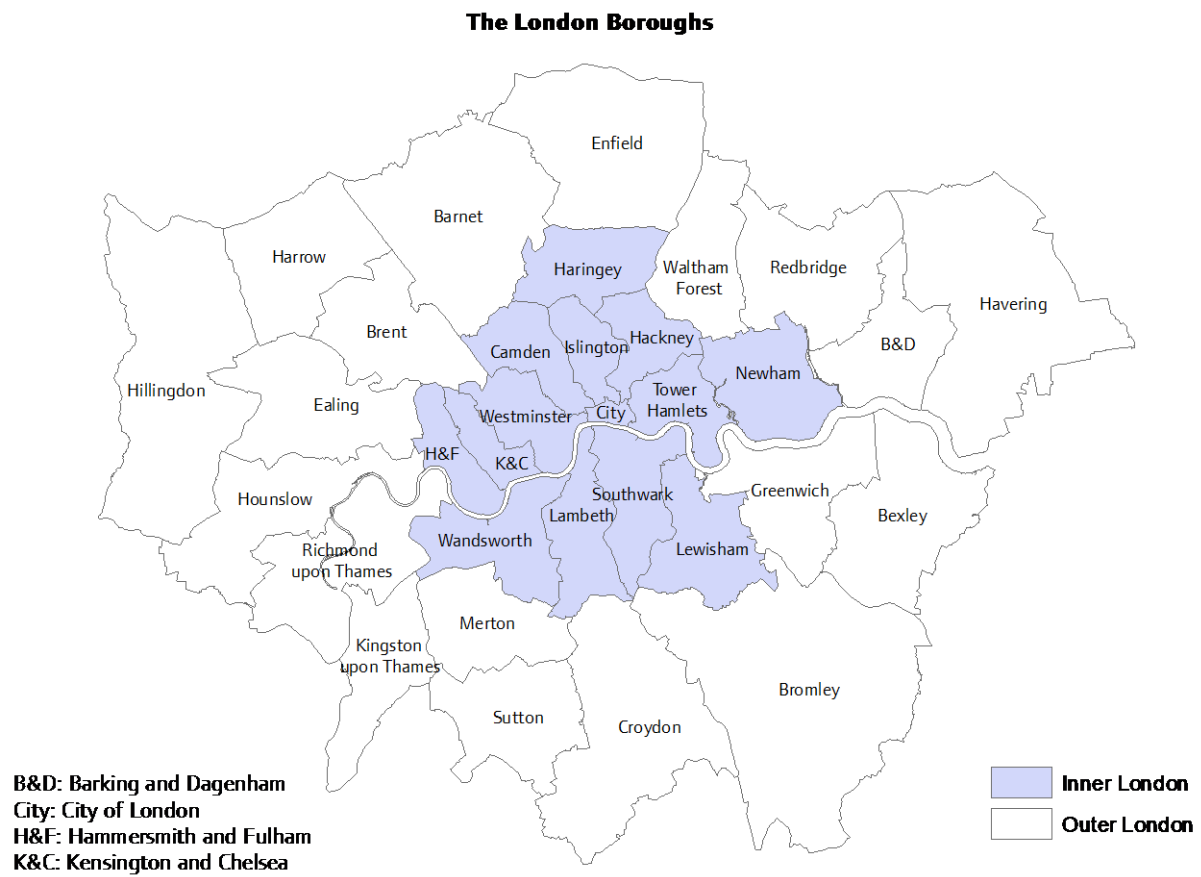 The London Boroughs
Enfield
Barnet
Harrow
Haringey
Waltham
Forest
Redbridge
Havering
Brent
Camden
Islington
Hackney
B&D
Newham
Hillingdon
Ealing
Westminster
City
Tower
Hamlets
H&F
K&C
Hounslow
Southwark
Greenwich
Lambeth
Bexley
Wandsworth
Lewisham
Richmond
upon Thames
Merton
Kingston
upon Thames
Bromley
Sutton
Croydon
B&D: Barking and Dagenham
City: City of London
H&F: Hammersmith and Fulham
K&C: Kensington and Chelsea
Inner London
Outer London